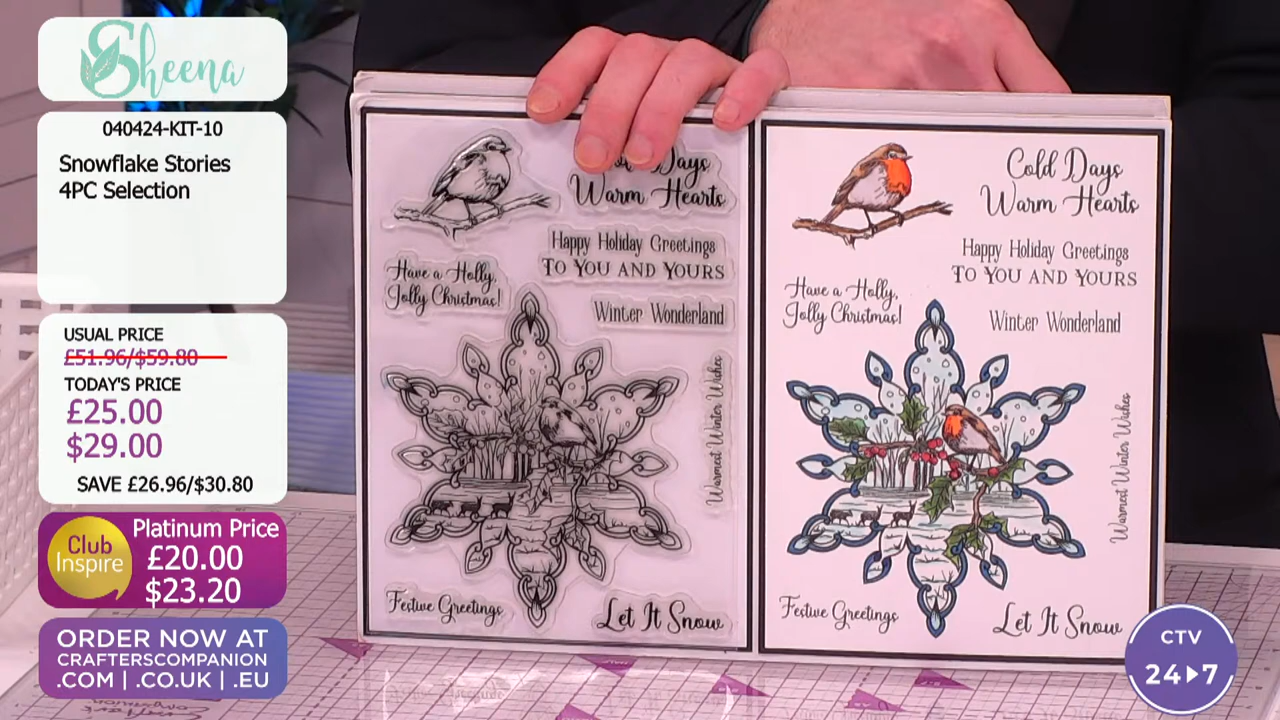 Sheena
040424-KIT-10
Snowflake Stories
4PC Selection
USUAL PRICE
£51.96/$59.80
TODAY'S PRICE
£25.00
$29.00
SAVE £26.96/$30.80
Club
Inspire
Platinum Price
£20.00
$23.20
ORDER NOW AT
CRAFTERSCOMPANION
.COM | .CO.UK | .EU
Days
Warm Hearts
Happy Holiday Greetings
TO YOU AND YOURS
Have a Holly,
Jolly Christmas!
Winter Wonderland
Warmest Winter Wishes
Festive Greetings
Let It Snow
Cold Days
Warm Hearts
Happy Holiday Greetings
TO YOU AND YOURS
Have a Holly,
Jolly Christmas!
Winter Wonderland
Warmest Winter Wishes
Festive Greetings
Let It Snow
CTV
24▶7